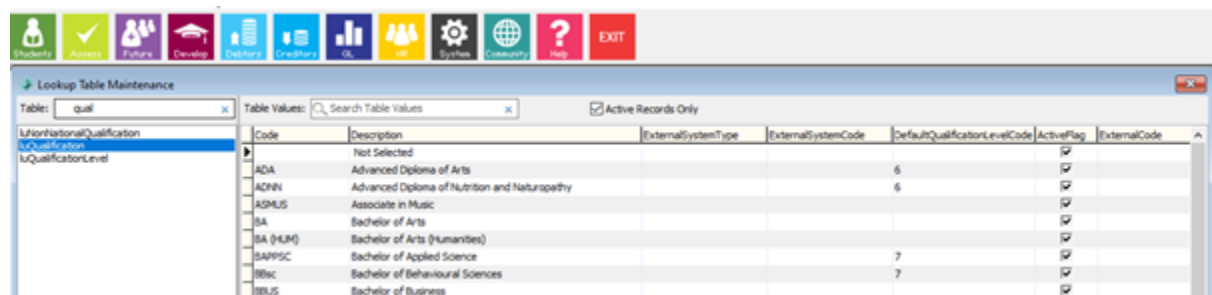 Students Assess Future Develop Debtors Creditors GL HR System Community Help EXIT
Lookup Table Maintenance
Table: qual x Table Values: Search Table Values x Active Records Only
luNonNationalQualification
luQualification
luQualificationLevel
Code Description ExternalSystemType ExternalSystemCode DefaultQualificationLevelCode ActiveFlag ExternalCode
Not Selected
ADA Advanced Diploma of Arts 6
ADNN Advanced Diploma of Nutrition and Naturopathy 6
ASMUS Associate in Music
BA Bachelor of Arts
BA (HUM) Bachelor of Arts (Humanities)
BAPPSC Bachelor of Applied Science 7
BBsc Bachelor of Behavioural Sciences 7
BBUS Bachelor of Business